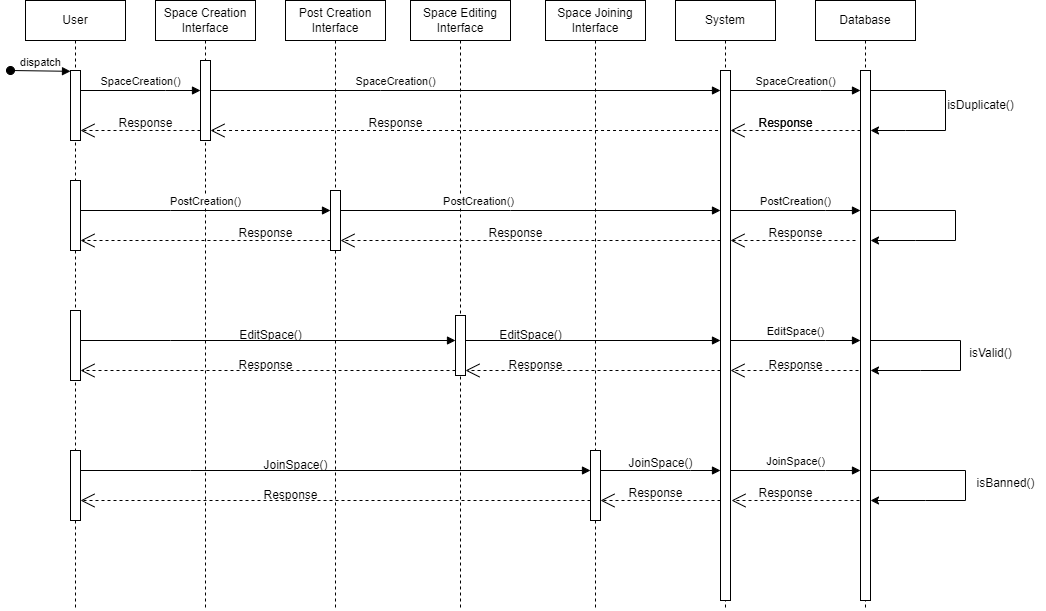 User
Space Creation
Interface
Post Creation
Interface
Space Editing
Interface
Space Joining
Interface
System
Database
dispatch
SpaceCreation()
SpaceCreation()
SpaceCreation()
isDuplicate()
Response
Response
Response
PostCreation()
PostCreation()
PostCreation()
Response
Response
Response
EditSpace()
EditSpace()
EditSpace()
isValid()
Response
Response
Response
JoinSpace()
JoinSpace()
JoinSpace()
isBanned()
Response
Response
Response